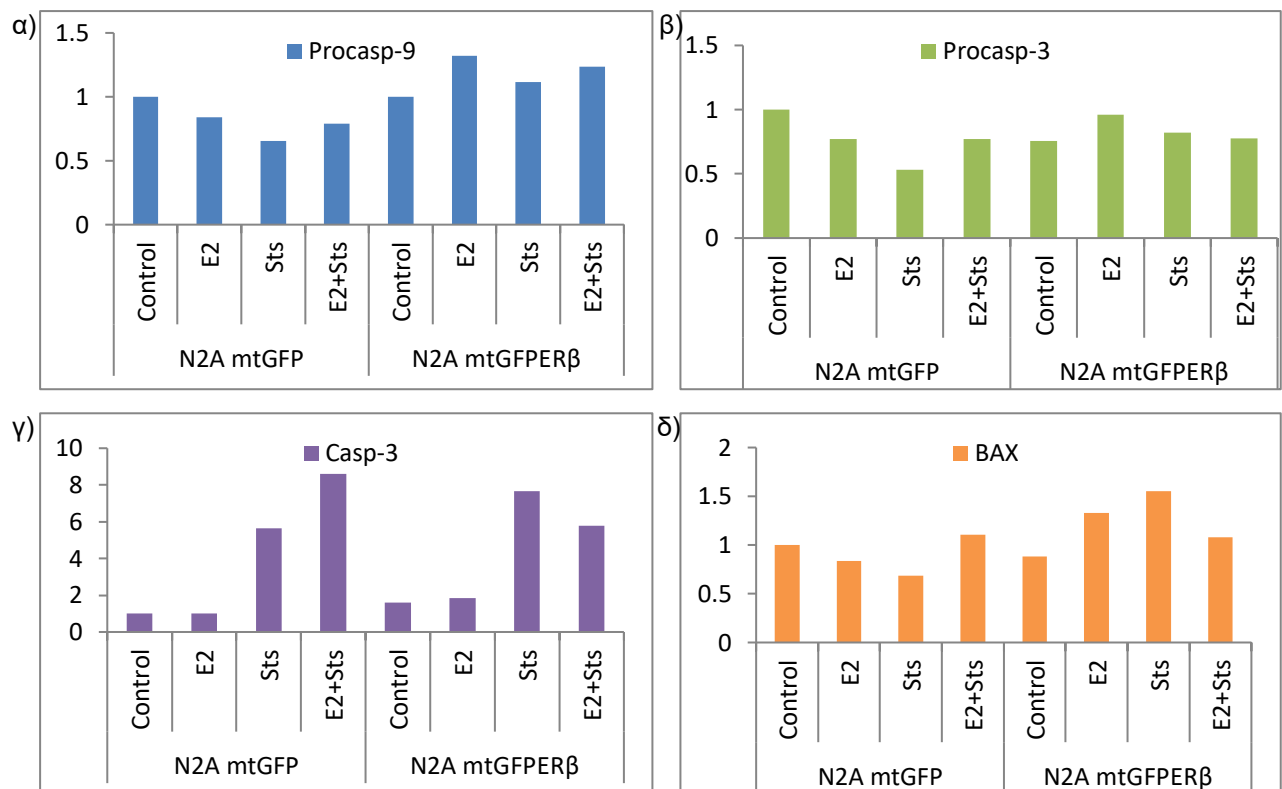 α)
Procasp-9
1.5
1
0.5
0
Control
E2
Sts
E2+Sts
Control
E2
Sts
E2+Sts
N2A mtGFP
N2A mtGFPERβ
β)
Procasp-3
1.5
1
0.5
0
Control
E2
Sts
E2+Sts
Control
E2
Sts
E2+Sts
N2A mtGFP
N2A mtGFPERβ
γ)
Casp-3
10
8
6
4
2
0
Control
E2
Sts
E2+Sts
Control
E2
Sts
E2+Sts
N2A mtGFP
N2A mtGFPERβ
δ)
BAX
2
1.5
1
0.5
0
Control
E2
Sts
E2+Sts
Control
E2
Sts
E2+Sts
N2A mtGFP
N2A mtGFPERβ